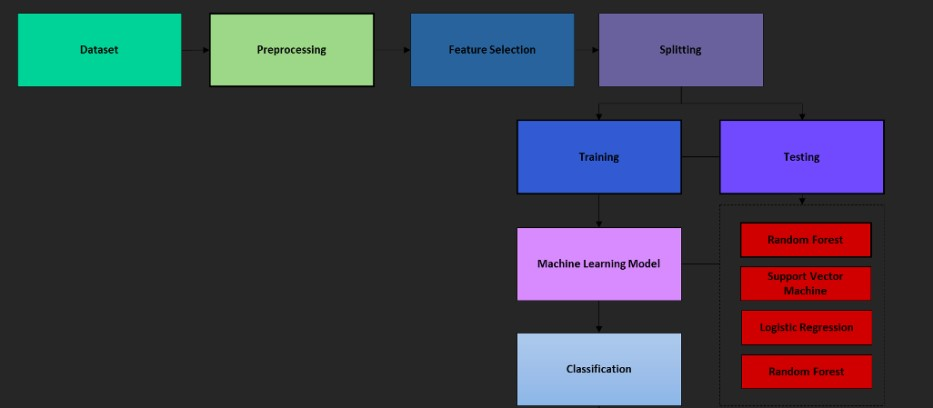 Dataset
Preprocessing
Feature Selection
Splitting
Training
Testing
Machine Learning Model
Random Forest
Support Vector
Machine
Logistic Regression
Random Forest
Classification